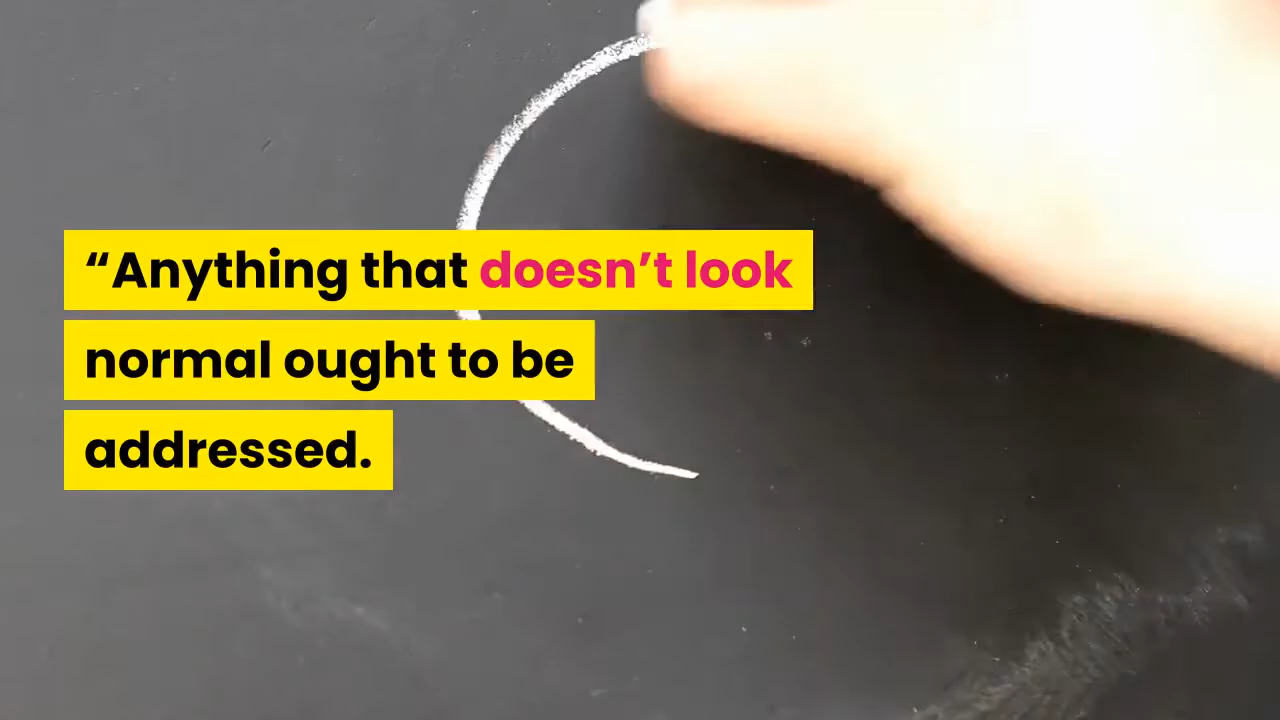 “Anything that doesn’t look
normal ought to be
addressed.